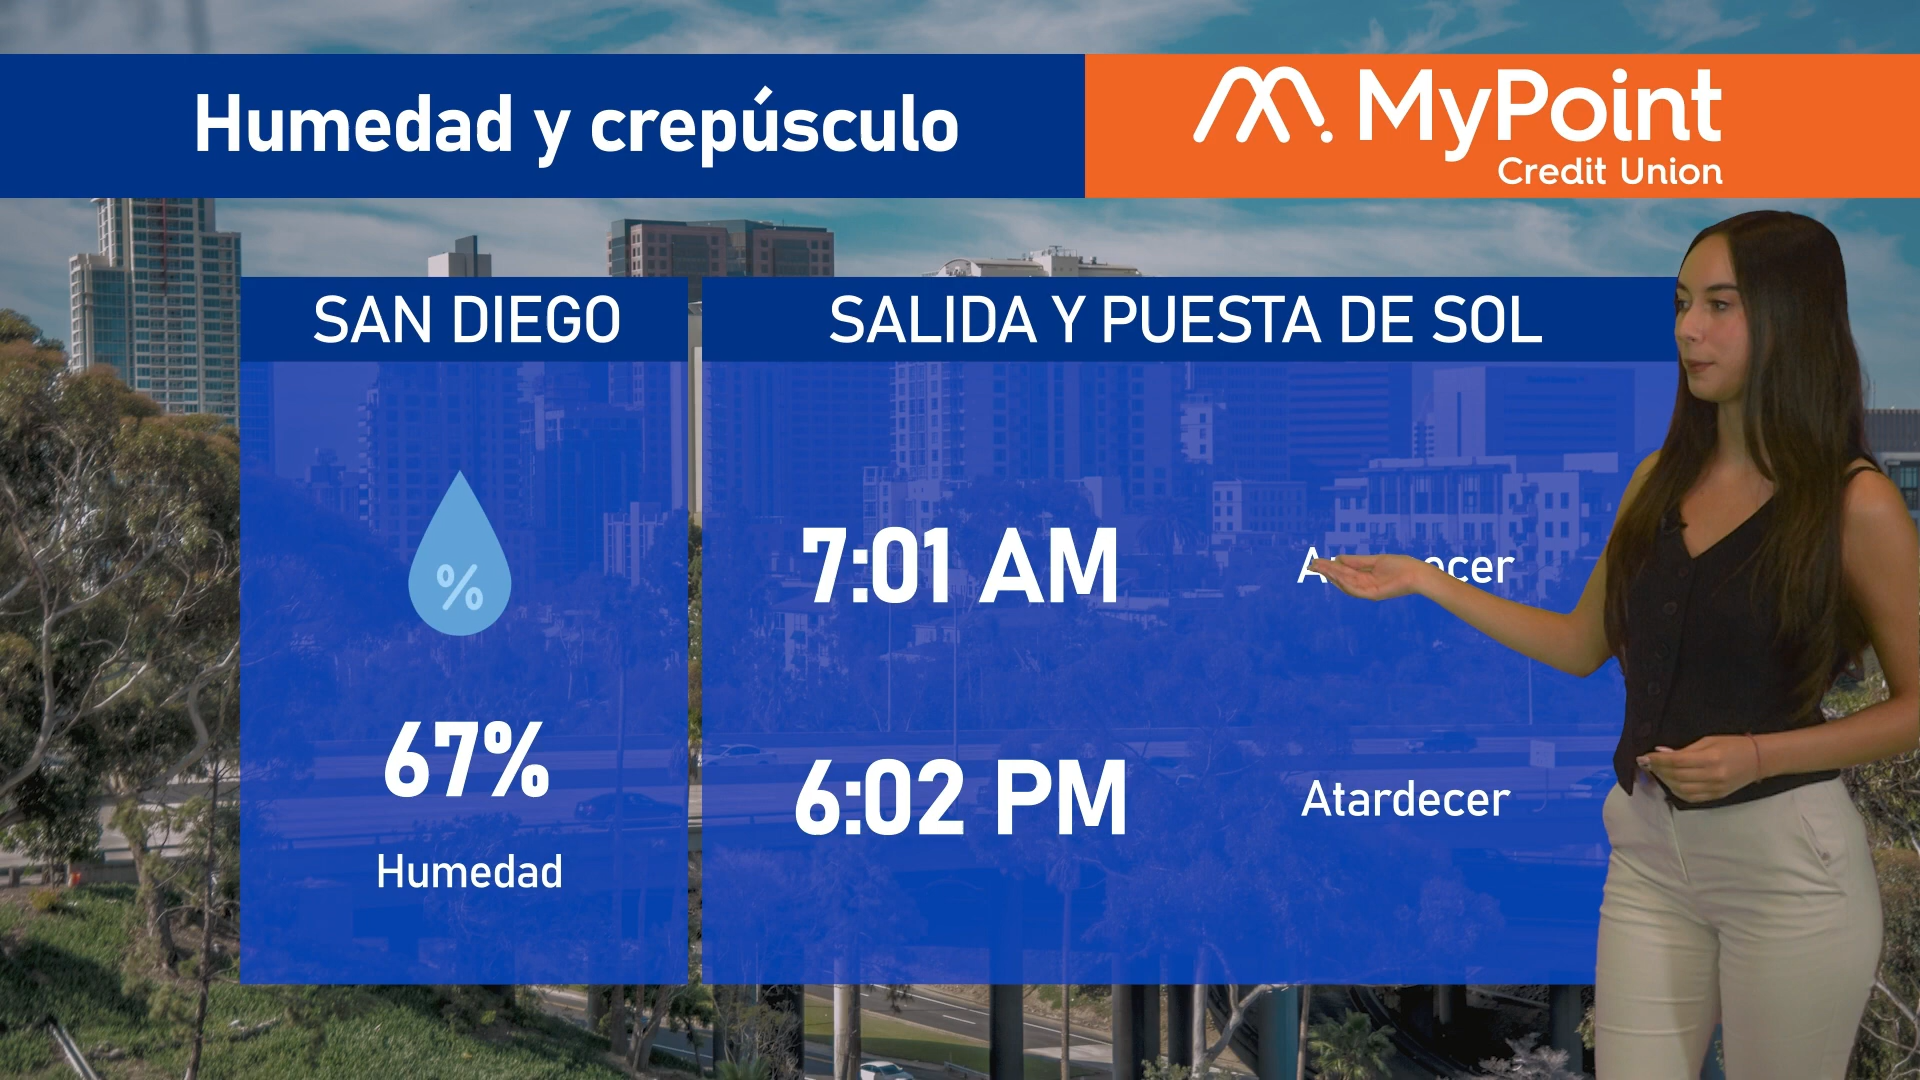 Humedad y crepúsculo
MyPoint
Credit Union
SAN DIEGO
SALIDA Y PUESTA DE SOL
%
7:01 AM
67%
6:02 PM
Atardecer
Humedad